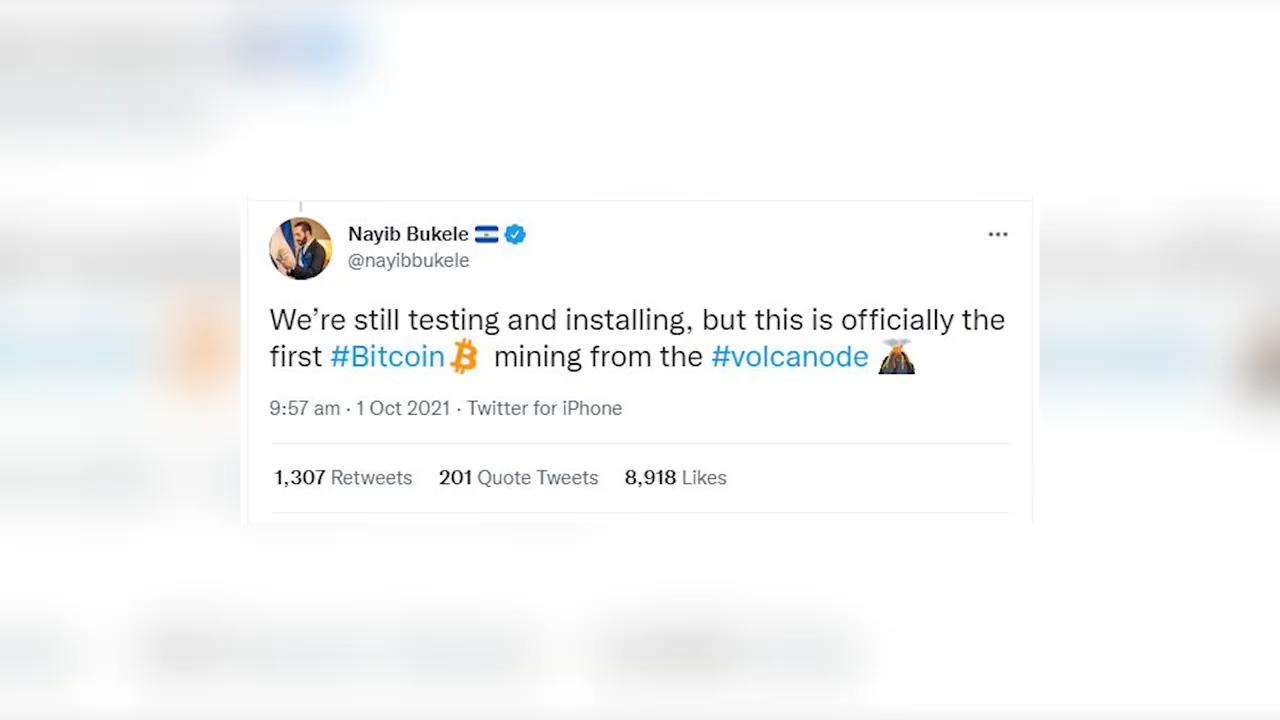 Nayib Bukele 🇸🇻
@nayibbukele
We’re still testing and installing, but this is officially the
first #Bitcoin mining from the #volcanode 🌋
9:57 am · 1 Oct 2021 · Twitter for iPhone
1,307 Retweets 201 Quote Tweets 8,918 Likes